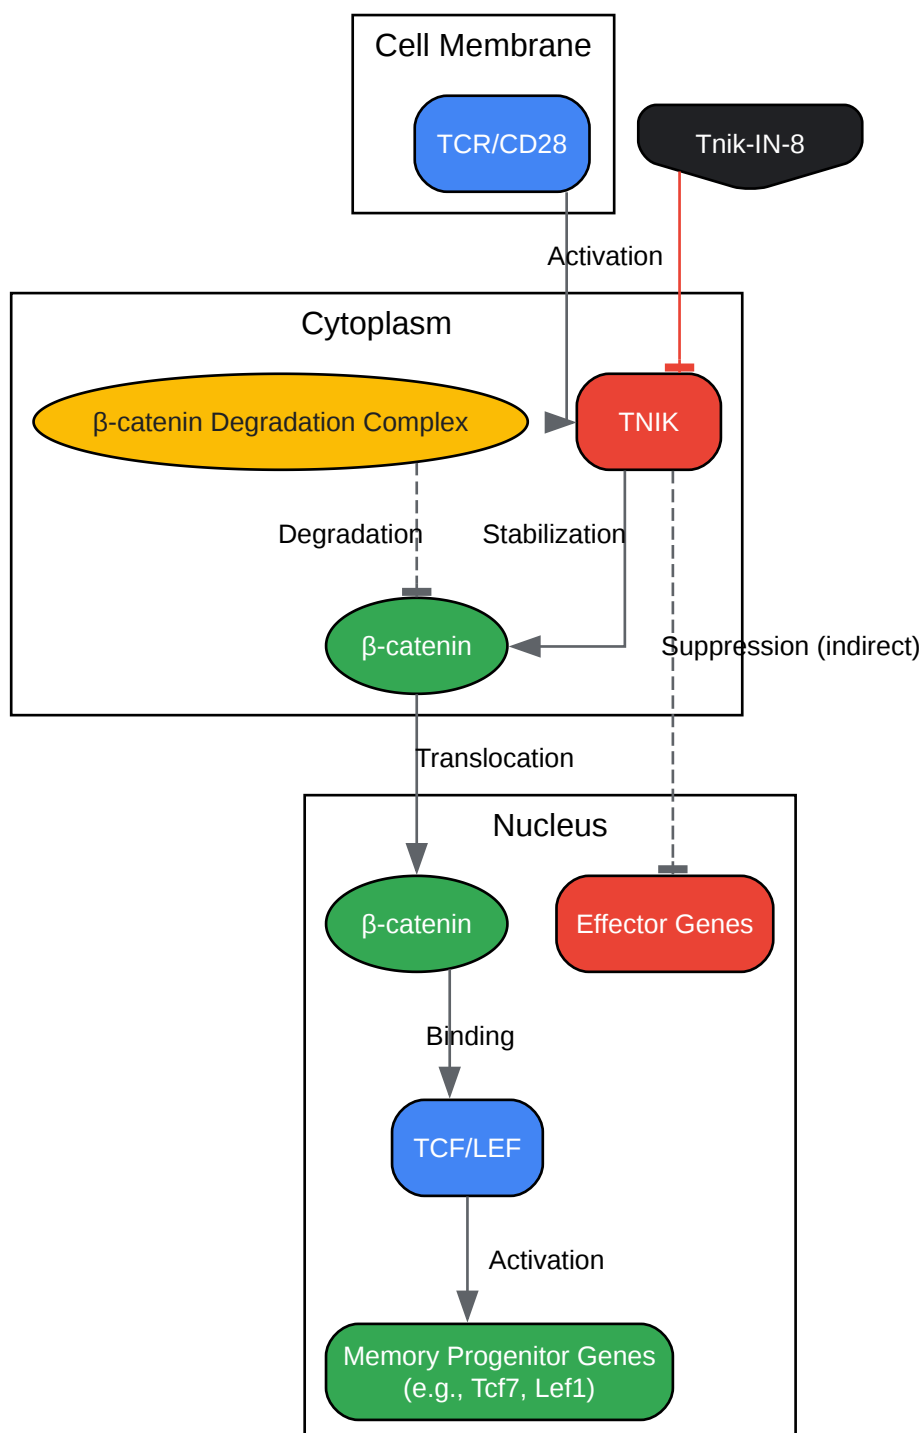 Cell Membrane
TCR/CD28
Tnik-IN-8
Activation
Cytoplasm
β-catenin Degradation Complex
TNIK
Degradation
Stabilization
β-catenin
Suppression (indirect)
Translocation
Nucleus
β-catenin
Effector Genes
Binding
TCF/LEF
Activation
Memory Progenitor Genes
(e.g., Tcf7, Lef1)